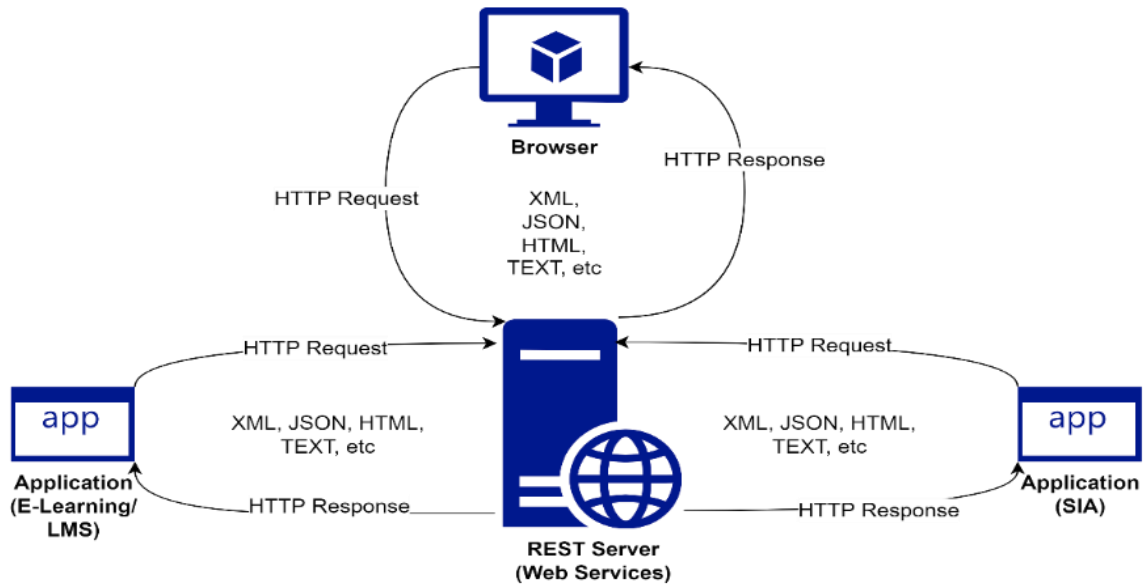 Browser
HTTP Request
HTTP Response
XML,
JSON,
HTML,
TEXT, etc
HTTP Request
HTTP Request
app
XML, JSON, HTML,
TEXT, etc
XML, JSON, HTML,
TEXT, etc
app
Application
(E-Learning/
LMS)
HTTP Response
HTTP Response
Application
(SIA)
REST Server
(Web Services)